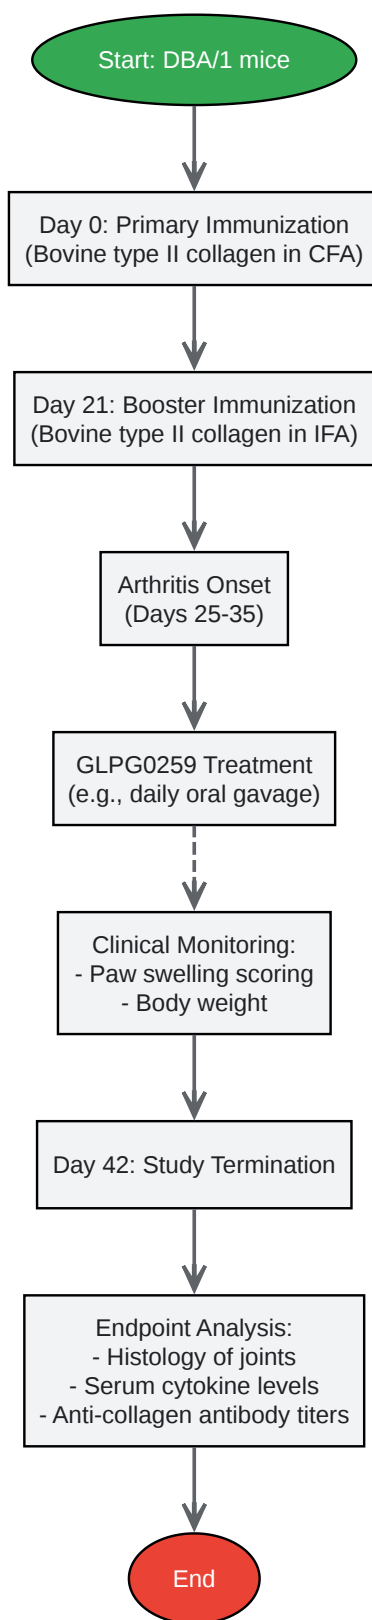 Start: DBA/1 mice
Day 0: Primary Immunization
(Bovine type II collagen in CFA)
Day 21: Booster Immunization
(Bovine type II collagen in IFA)
Arthritis Onset
(Days 25-35)
GLPG0259 Treatment
(e.g., daily oral gavage)
Clinical Monitoring:
- Paw swelling scoring
- Body weight
Day 42: Study Termination
Endpoint Analysis:
- Histology of joints
- Serum cytokine levels
- Anti-collagen antibody titers
End